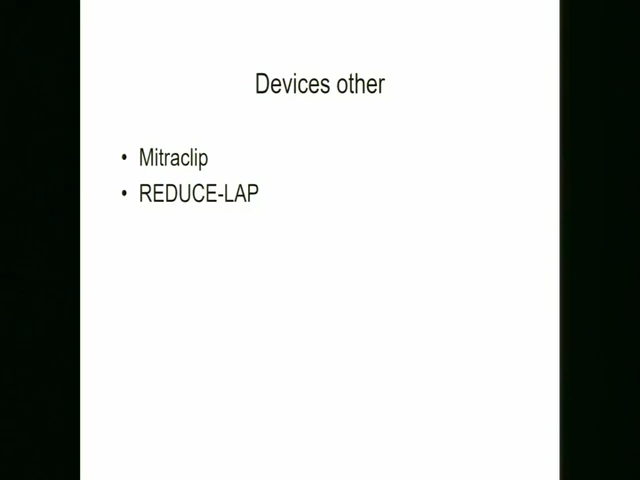 Devices other
• Mitraclip
• REDUCE-LAP